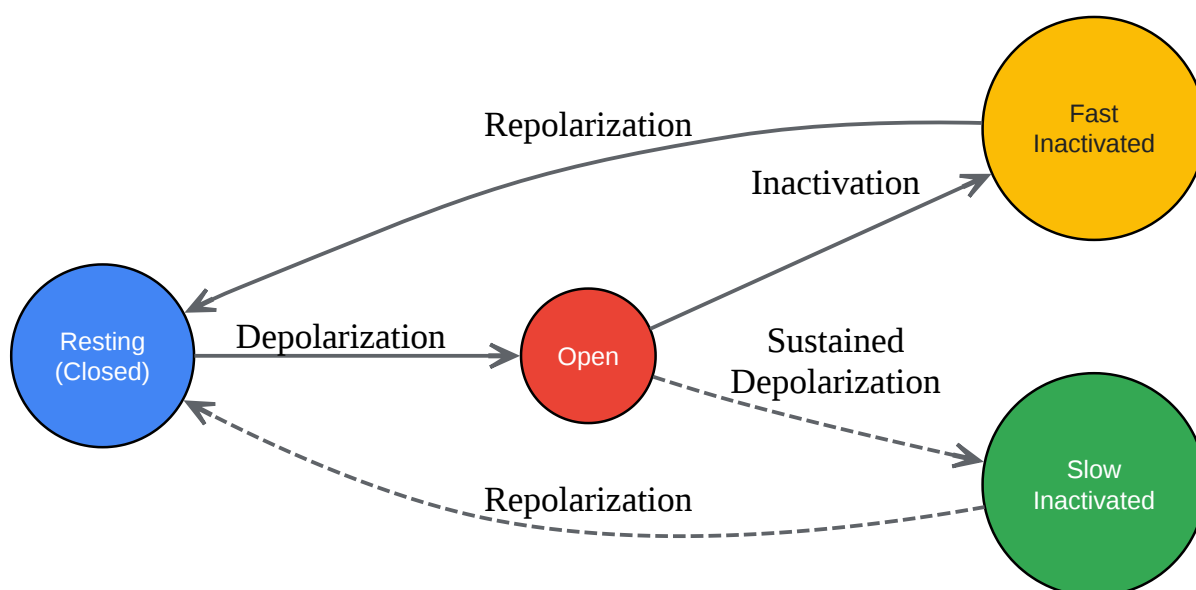 Fast
Inactivated
Repolarization
Inactivation
Resting
(Closed)
Depolarization
Open
Sustained
Depolarization
Slow
Inactivated
Repolarization